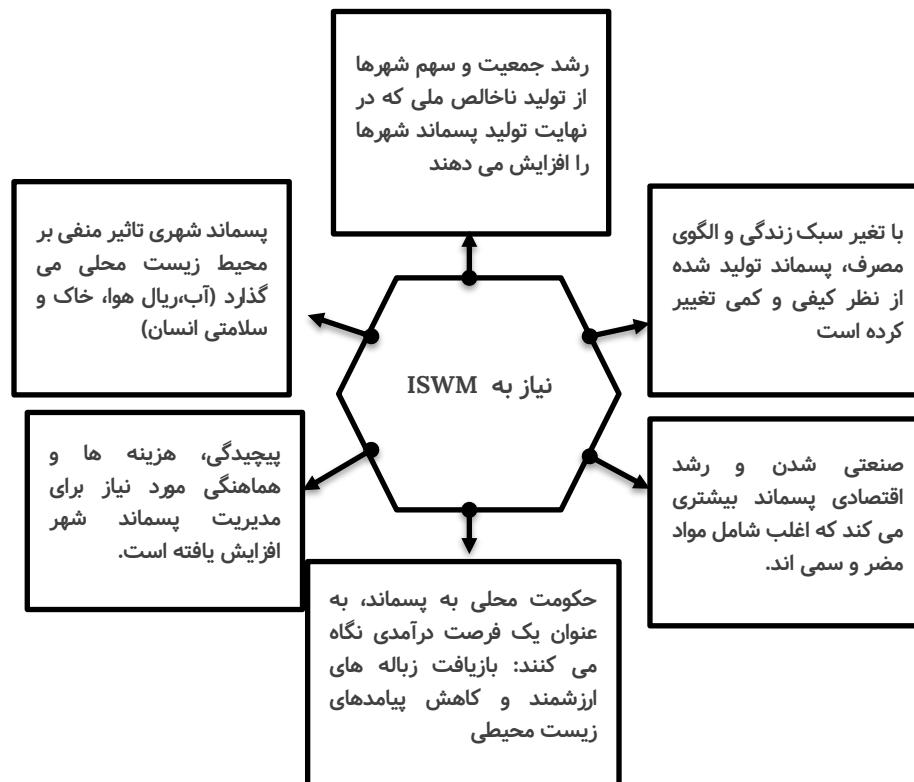 رشد جمعیت و سهم شهرها
از تولید ناخالص ملی که در
نهایت تولید پسماند شهرها
را افزایش می دهند
با تغیر سبک زندگی و الگوی
مصرف، پسماند تولید شده
از نظر کیفی و کمی تغییر
کرده است
پسماند شهری تاثیر منفی بر
محیط زیست محلی می
گذارد (آب،ریال هوا، خاک و
سلامتی انسان)
نیاز به ISWM
صنعتی شدن و رشد
اقتصادی پسماند بیشتری
می کند که اغلب شامل مواد
مضر و سمی اند.
پیچیدگی، هزینه ها و
هماهنگی مورد نیاز برای
مدیریت پسماند شهر
افزایش یافته است.
حکومت محلی به پسماند، به
عنوان یک فرصت درآمدی نگاه
می کنند: بازیافت زباله های
ارزشمند و کاهش پیامدهای
زیست محیطی